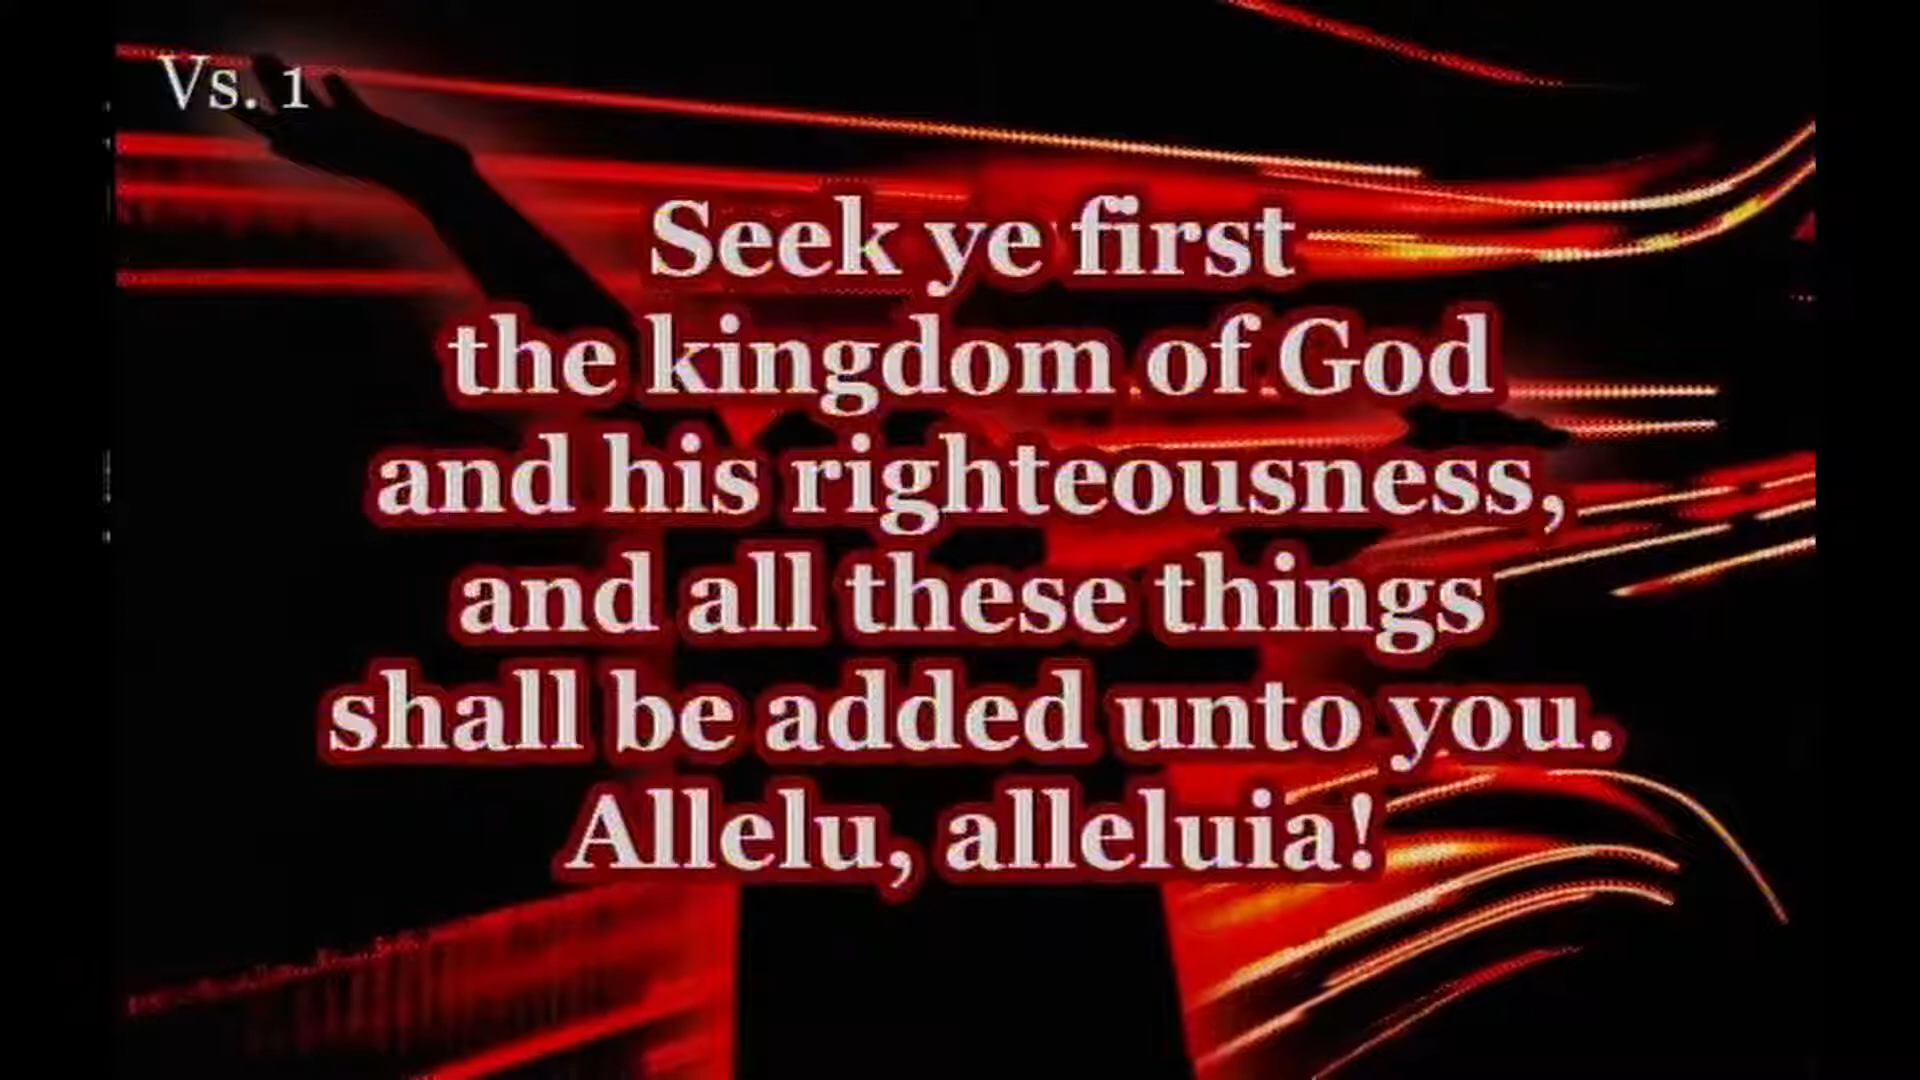 Vs. 1
Seek ye first
the kingdom of God
and his righteousness,
and all these things
shall be added unto you.
Allelu, alleluia!